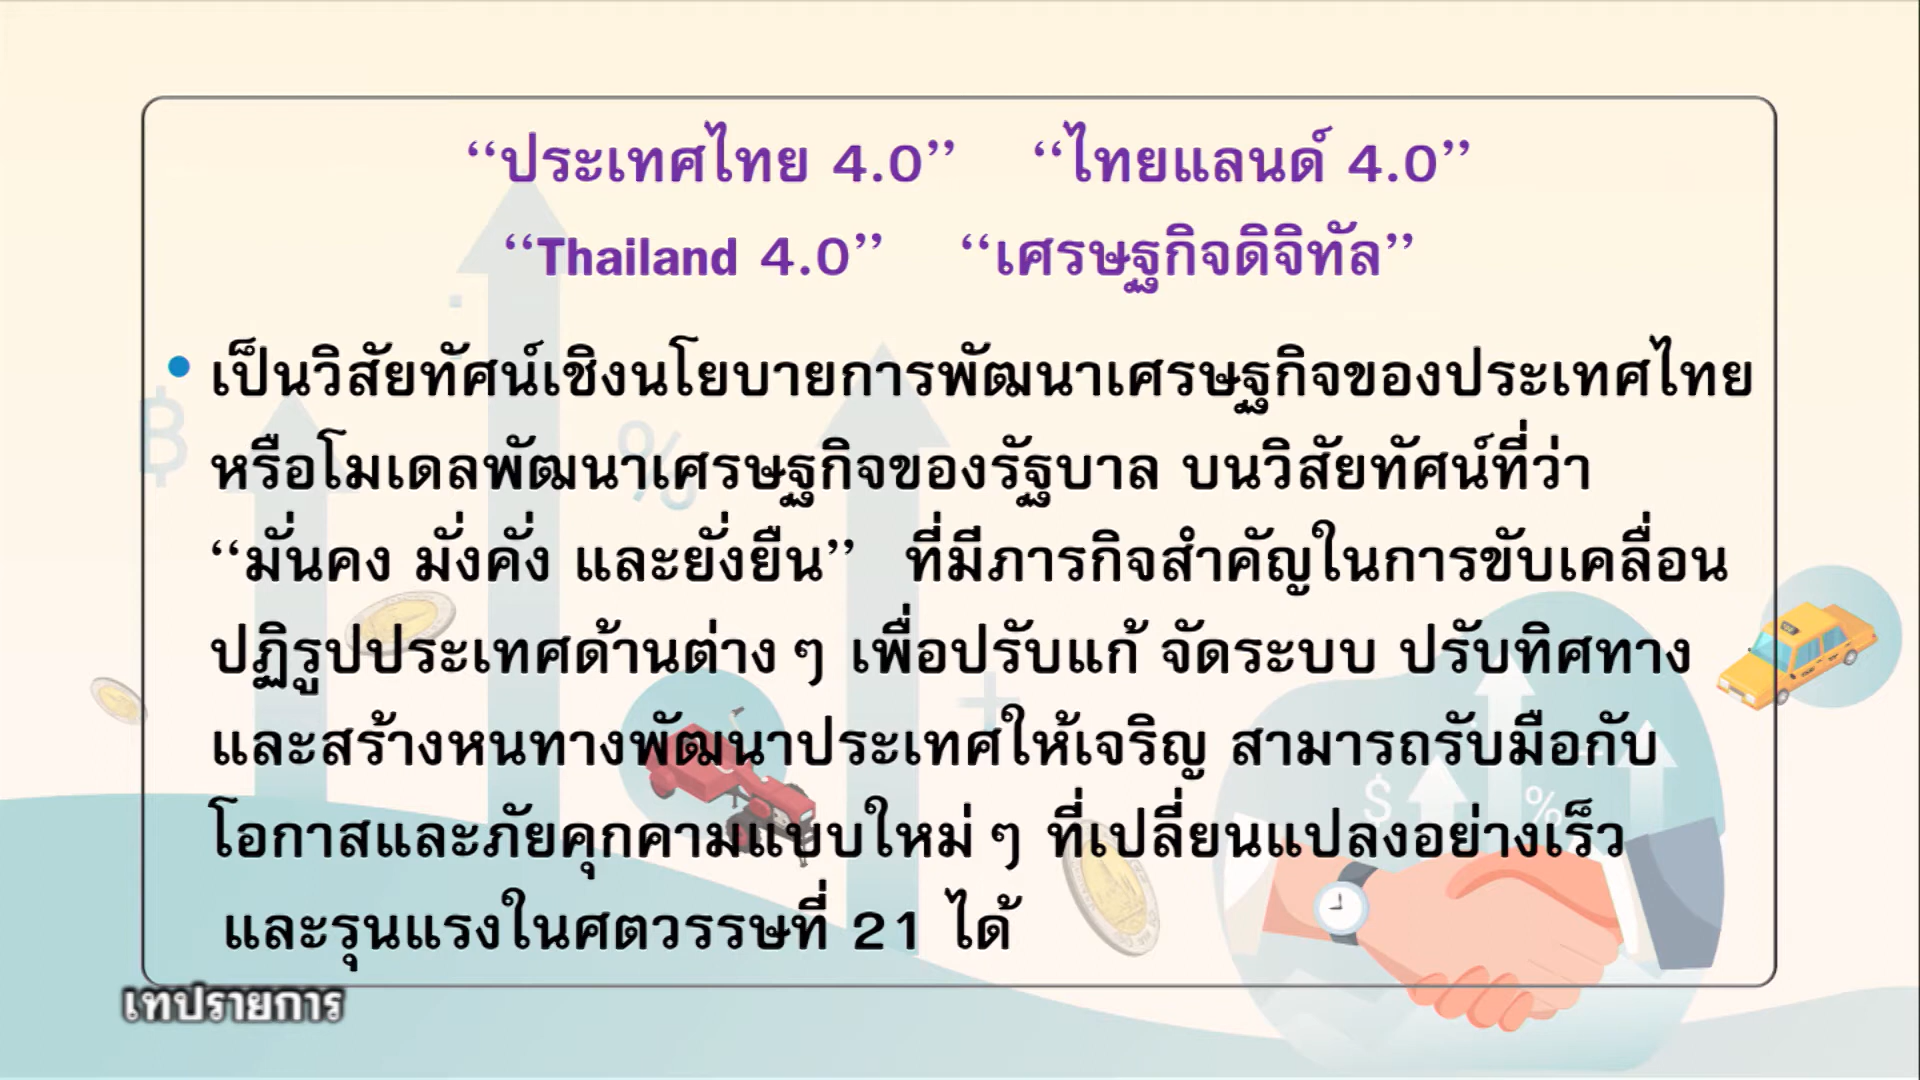 “ประเทศไทย 4.0” “ไทยแลนด์ 4.0”
“Thailand 4.0” “เศรษฐกิจดิจิทัล”
• เป็นวิสัยทัศน์เชิงนโยบายการพัฒนาเศรษฐกิจของประเทศไทย
หรือโมเดลพัฒนาเศรษฐกิจของรัฐบาล บนวิสัยทัศน์ที่ว่า
“มั่นคง มั่งคั่ง และยั่งยืน” ที่มีภารกิจสำคัญในการขับเคลื่อน
ปฏิรูปประเทศด้านต่าง ๆ เพื่อปรับแก้ จัดระบบ ปรับทิศทาง
และสร้างหนทางพัฒนาประเทศให้เจริญ สามารถรับมือกับ
โอกาสและภัยคุกคามแบบใหม่ ๆ ที่เปลี่ยนแปลงอย่างเร็ว
และรุนแรงในศตวรรษที่ 21 ได้
เทปรายการ